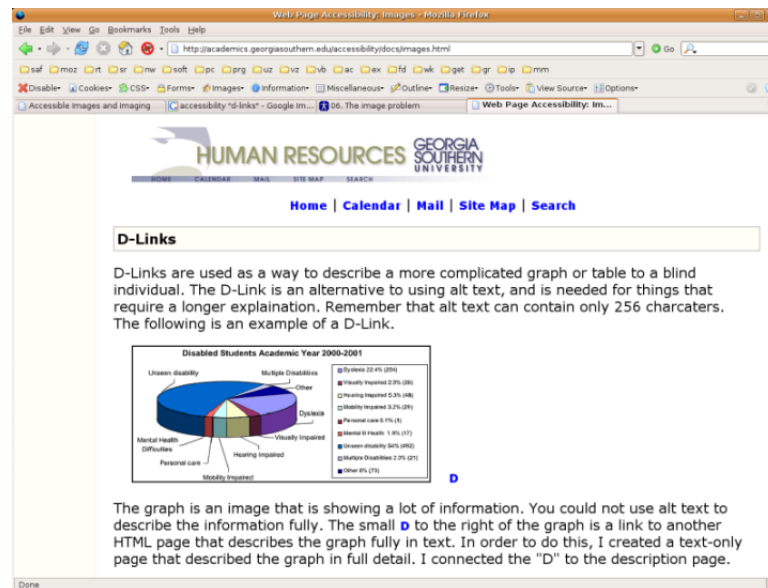 Web Page Accessibility: Images - Mozilla Firefox
File Edit View Go Bookmarks Tools Help
http://academics.georgiasouthern.edu/accessibility/docs/images.html Go
saf moz rt sr nw soft pc prg uz vz vb ac ex fd wk get gr ip mm
Disable Cookies CSS Forms Images Information Miscellaneous Outline Resize Tools View Source Options
Accessible Images and Imaging accessibility "d-links" - Google Im... 06. The image problem Web Page Accessibility: Im...
HUMAN RESOURCES GEORGIA SOUTHERN UNIVERSITY
HOME CALENDAR MAIL SITE MAP SEARCH
Home | Calendar | Mail | Site Map | Search
D-Links
D-Links are used as a way to describe a more complicated graph or table to a blind
individual. The D-Link is an alternative to using alt text, and is needed for things that
require a longer explaination. Remember that alt text can contain only 256 charcaters.
The following is an example of a D-Link.
Disabled Students Academic Year 2000-2001
Unseen disability
Multiple Disabilities
Other
Dyslexia
Visually Impaired
Hearing Impaired
Mobility Impaired
Personal care
Mental Health
Difficulties
Dyslexia 22.4% (204)
Visually Impaired 2.9% (26)
Hearing Impaired 5.3% (48)
Mobility Impaired 3.2% (29)
Personal care 0.1% (1)
Mental Ill Health 1.9% (17)
Unseen disability 54% (492)
Multiple Disabilities 2.3% (21)
Other 8% (73)
D
The graph is an image that is showing a lot of information. You could not use alt text to
describe the information fully. The small D to the right of the graph is a link to another
HTML page that describes the graph fully in text. In order to do this, I created a text-only
page that described the graph in full detail. I connected the "D" to the description page.
Done